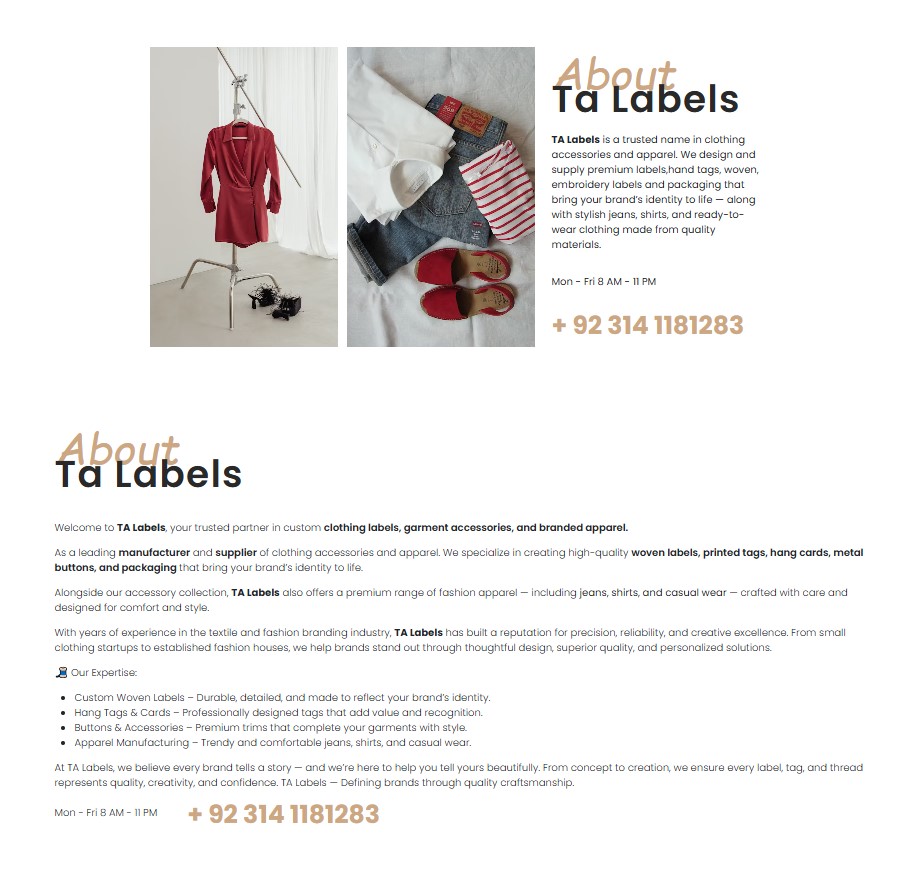 About
Ta Labels
TA Labels is a trusted name in clothing
accessories and apparel. We design and
supply premium labels,hand tags, woven,
embroidery labels and packaging that
bring your brand's identity to life — along
with stylish jeans, shirts, and ready-to-
wear clothing made from quality
materials.
Mon - Fri 8 AM - 11 PM
+ 92 314 1181283
About
Ta Labels
Welcome to TA Labels, your trusted partner in custom clothing labels, garment accessories, and branded apparel.
As a leading manufacturer and supplier of clothing accessories and apparel. We specialize in creating high-quality woven labels, printed tags, hang cards, metal
buttons, and packaging that bring your brand's identity to life.
Alongside our accessory collection, TA Labels also offers a premium range of fashion apparel — including jeans, shirts, and casual wear — crafted with care and
designed for comfort and style.
With years of experience in the textile and fashion branding industry, TA Labels has built a reputation for precision, reliability, and creative excellence. From small
clothing startups to established fashion houses, we help brands stand out through thoughtful design, superior quality, and personalized solutions.
Our Expertise:
• Custom Woven Labels – Durable, detailed, and made to reflect your brand's identity.
• Hang Tags & Cards – Professionally designed tags that add value and recognition.
• Buttons & Accessories – Premium trims that complete your garments with style.
• Apparel Manufacturing – Trendy and comfortable jeans, shirts, and casual wear.
At TA Labels, we believe every brand tells a story — and we're here to help you tell yours beautifully. From concept to creation, we ensure every label, tag, and thread
represents quality, creativity, and confidence. TA Labels — Defining brands through quality craftsmanship.
Mon - Fri 8 AM - 11 PM
+ 92 314 1181283